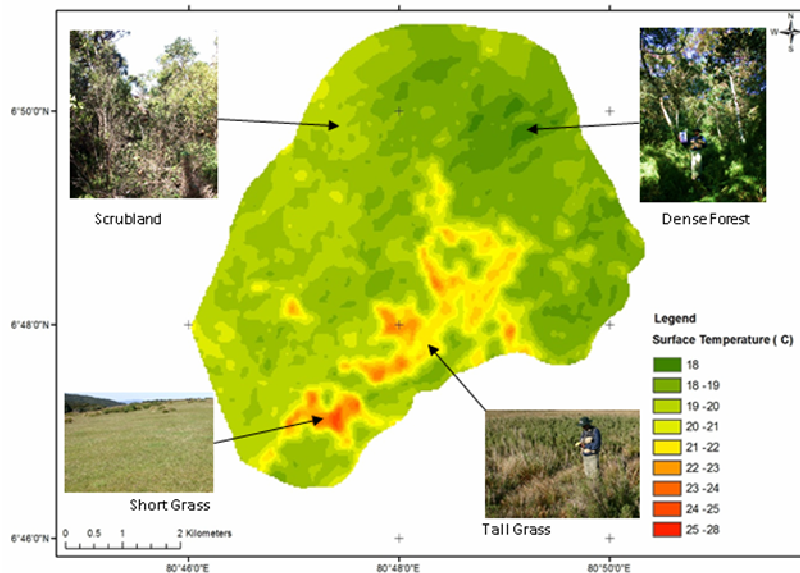 N
W
S
6°50'0"N
Scrubland
Dense Forest
6°48'0"N
Legend
Surface Temperature ( C)
18
18 -19
19 -20
20 -21
21 -22
22 -23
23 -24
24 -25
25 -28
Short Grass
Tall Grass
0 0.5 1 2 Kilometers
6°46'0"N
80°46'0"E 80°48'0"E 80°50'0"E